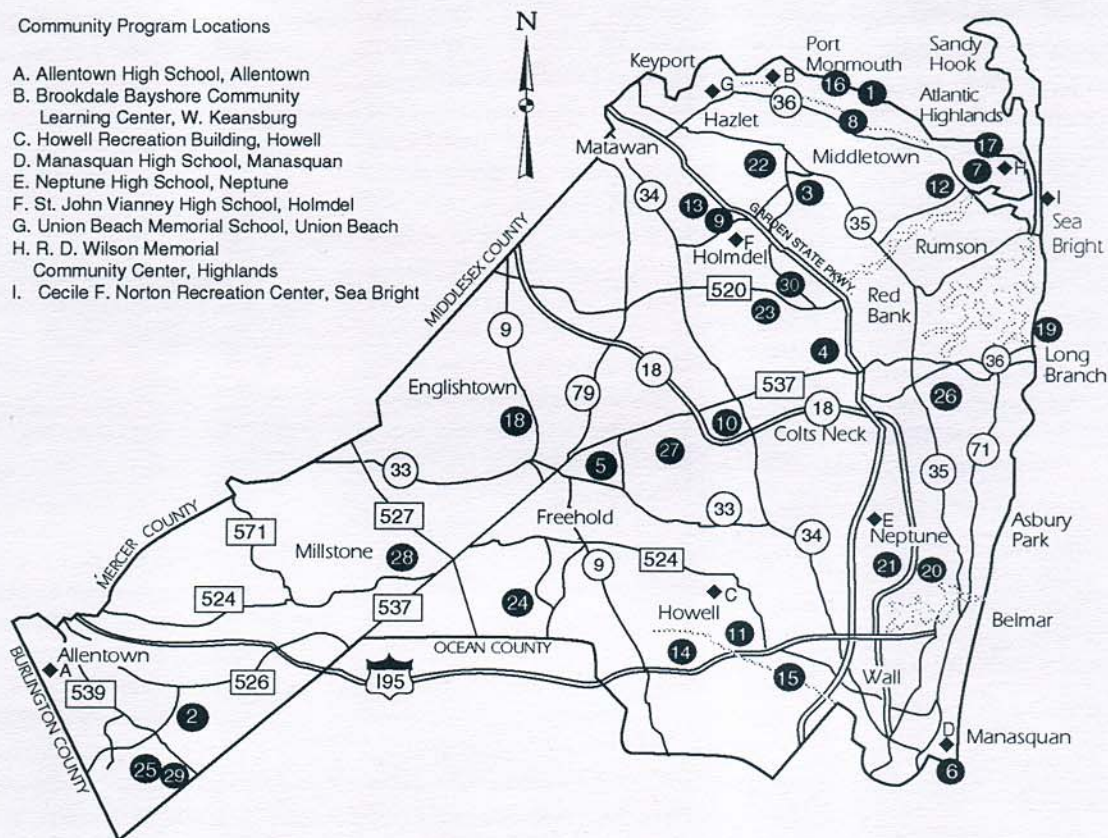 Community Program Locations
A. Allentown High School, Allentown
B. Brookdale Bayshore Community
Learning Center, W. Keansburg
C. Howell Recreation Building, Howell
D. Manasquan High School, Manasquan
E. Neptune High School, Neptune
F. St. John Vianney High School, Holmdel
G. Union Beach Memorial School, Union Beach
H. R. D. Wilson Memorial
Community Center, Highlands
I. Cecile F. Norton Recreation Center, Sea Bright
N
Keyport
Port
Monmouth
Sandy
Hook
G
B
16
1
36
Hazlet
8
Atlantic
Highlands
17
Matawan
22
Middletown
7
H
12
3
I
34
13
9
GARDEN STATE PKWY
35
Sea
Bright
F
Holmdel
Rumson
MIDDLESEX COUNTY
520
30
Red
Bank
23
9
19
4
18
36
Long
Branch
Englishtown
79
537
18
10
18
26
Colts Neck
27
71
33
5
35
MERCER COUNTY
33
527
Freehold
34
E
Neptune
Asbury
Park
571
Millstone
28
524
9
21
20
524
537
24
C
Howell
Belmar
11
Allentown
OCEAN COUNTY
14
A
526
I95
15
Wall
539
BURLINGTON COUNTY
2
D
Manasquan
25
29
6